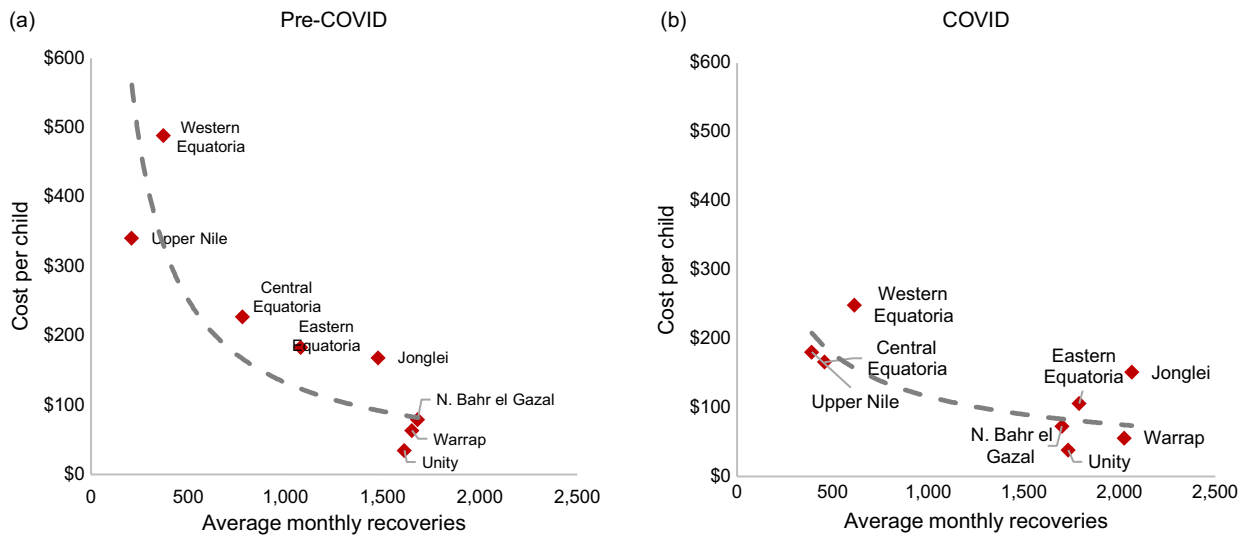 (a)
Pre-COVID
$600
$500
$400
$300
$200
$100
$0
Cost per child
Western
Equatoria
Upper Nile
Central
Equatoria
Eastern
Equatoria
Jonglei
N. Bahr el Gazal
Warrap
Unity
0
500
1,000
1,500
2,000
2,500
Average monthly recoveries
(b)
COVID
$600
$500
$400
$300
$200
$100
$0
Cost per child
Western
Equatoria
Central
Equatoria
Upper Nile
Eastern
Equatoria
Jonglei
N. Bahr el
Gazal
Warrap
Unity
0
500
1,000
1,500
2,000
2,500
Average monthly recoveries